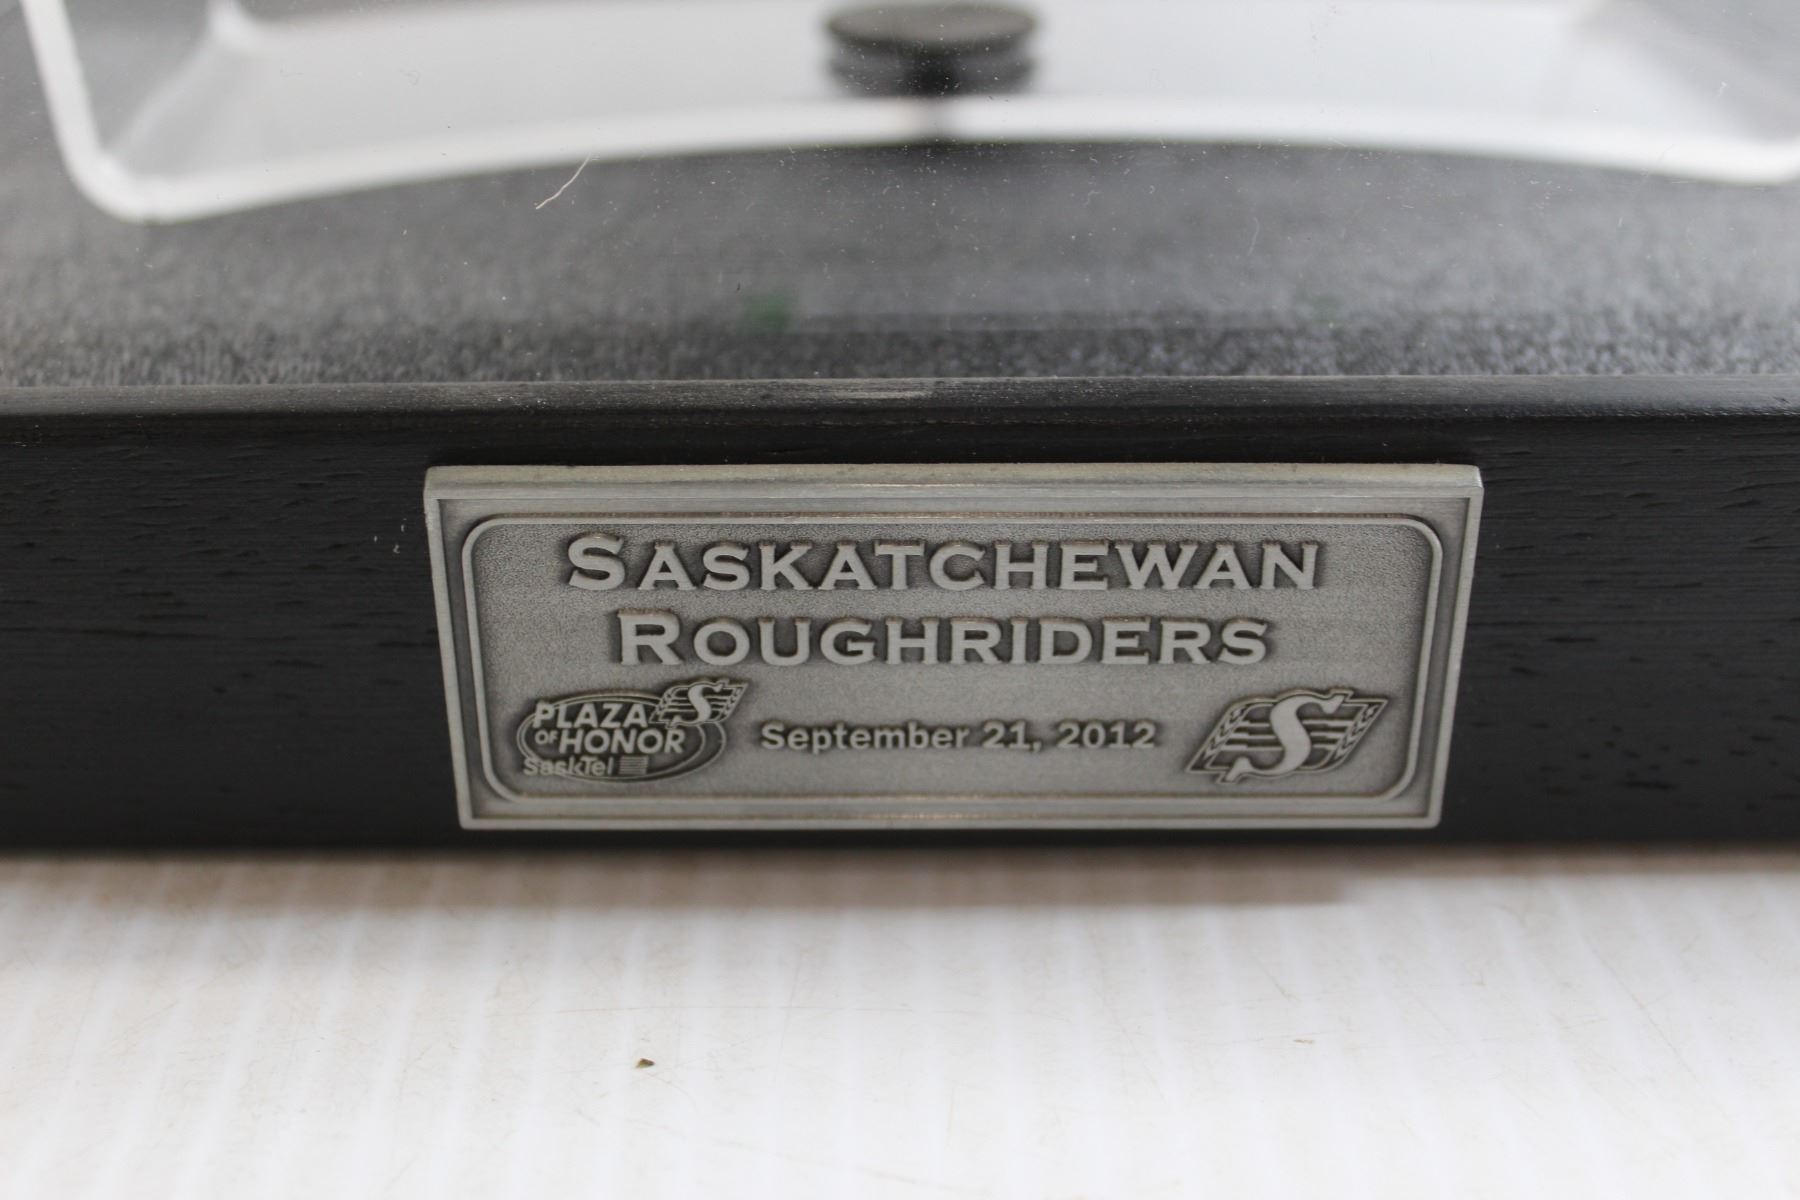 SASKATCHEWAN
ROUGHRIDERS
PLAZA
OF HONOR
SaskTel
S
September 21, 2012
S